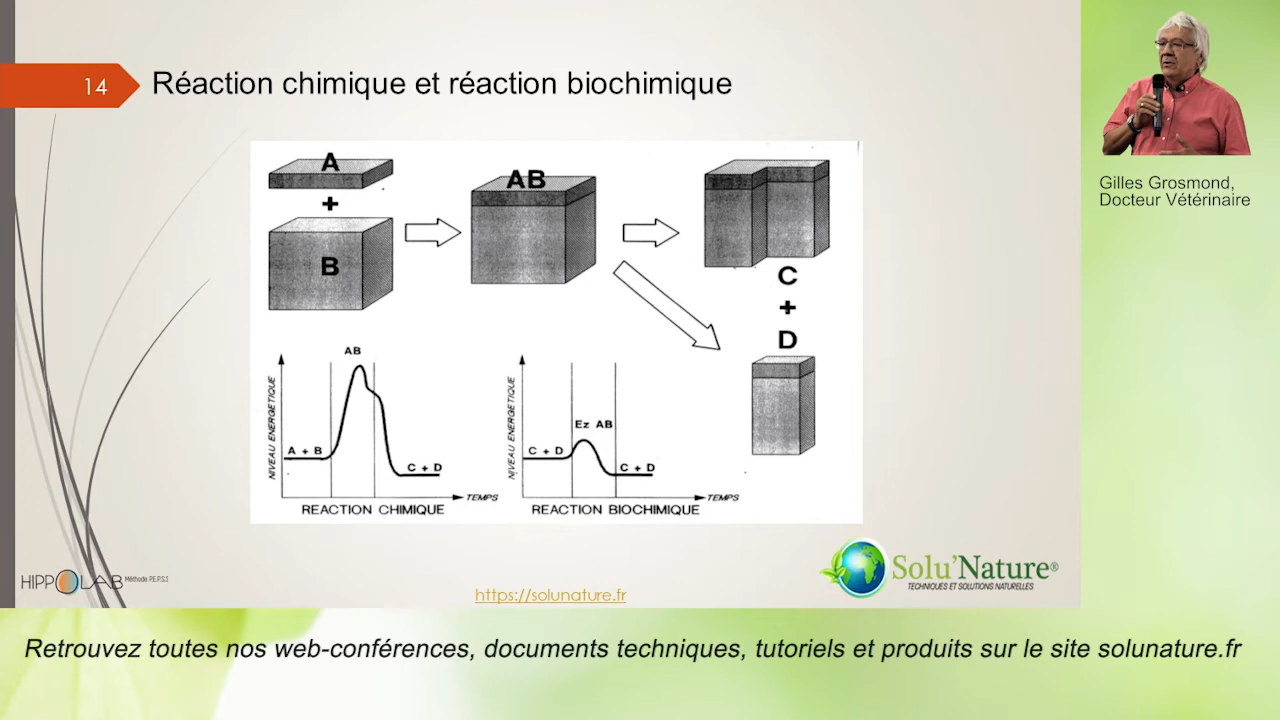 14
Réaction chimique et réaction biochimique
A
+
B
AB
C
+
D
AB
NIVEAU ENERGETIQUE
A + B
C + D
TEMPS
REACTION CHIMIQUE
NIVEAU ENERGETIQUE
Ez AB
C + D
C + D
TEMPS
REACTION BIOCHIMIQUE
HIPPOLAB Méthode P.E.P.S.S
https://solunature.fr
Solu'Nature®
TECHNIQUES ET SOLUTIONS NATURELLES
Gilles Grosmond,
Docteur Vétérinaire
Retrouvez toutes nos web-conférences, documents techniques, tutoriels et produits sur le site solunature.fr